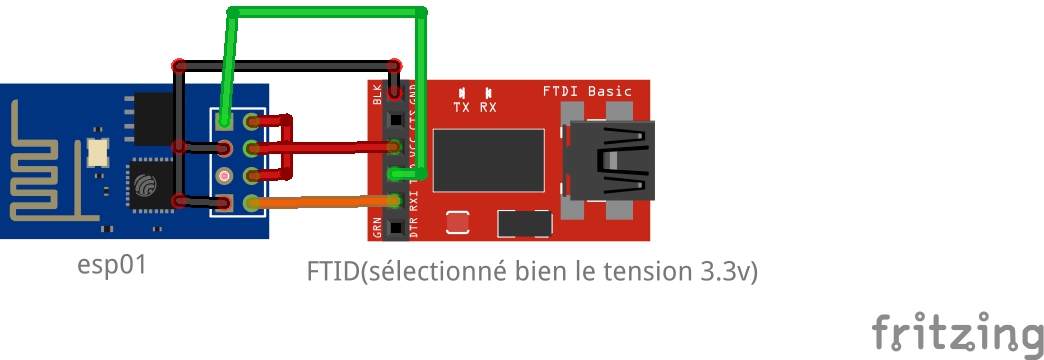 FTDI Basic
TX RX
BLK
GND
CTS
VCC
RXI
DTR
GRN
esp01
FTID(sélectionné bien le tension 3.3v)
fritzing